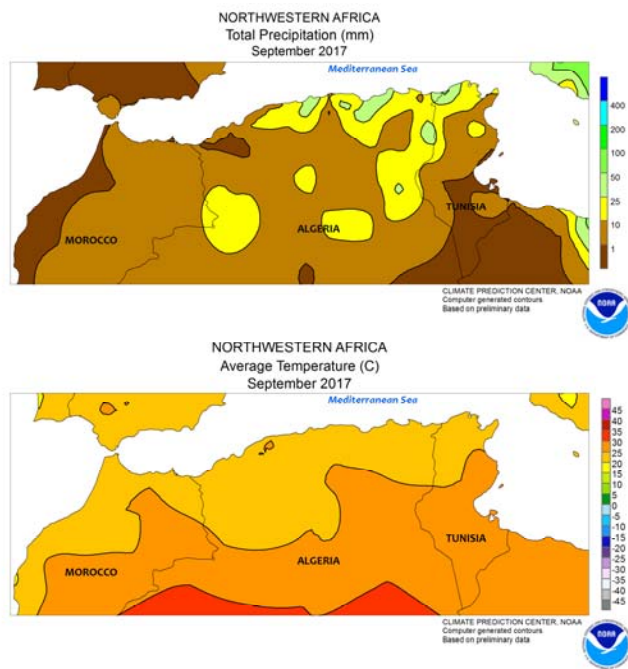 NORTHWESTERN AFRICA
Total Precipitation (mm)
September 2017
Mediterranean Sea
400
200
100
50
25
10
1
MOROCCO
ALGERIA
TUNISIA
CLIMATE PREDICTION CENTER, NOAA
Computer generated contours
Based on preliminary data
NOAA
NORTHWESTERN AFRICA
Average Temperature (C)
September 2017
Mediterranean Sea
45
40
35
30
25
20
15
10
5
0
-5
-10
-15
-20
-25
-30
-35
-40
-45
MOROCCO
ALGERIA
TUNISIA
CLIMATE PREDICTION CENTER, NOAA
Computer generated contours
Based on preliminary data
NOAA